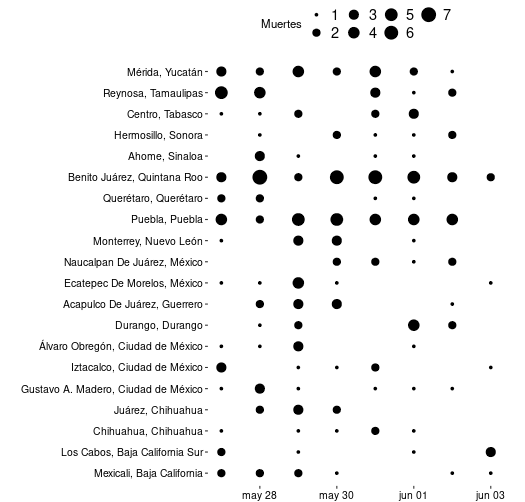 Muertes 1 3 5 7
2 4 6
Mérida, Yucatán
Reynosa, Tamaulipas
Centro, Tabasco
Hermosillo, Sonora
Ahome, Sinaloa
Benito Juárez, Quintana Roo
Querétaro, Querétaro
Puebla, Puebla
Monterrey, Nuevo León
Naucalpan De Juárez, México
Ecatepec De Morelos, México
Acapulco De Juárez, Guerrero
Durango, Durango
Álvaro Obregón, Ciudad de México
Iztacalco, Ciudad de México
Gustavo A. Madero, Ciudad de México
Juárez, Chihuahua
Chihuahua, Chihuahua
Los Cabos, Baja California Sur
Mexicali, Baja California
may 28 may 30 jun 01 jun 03